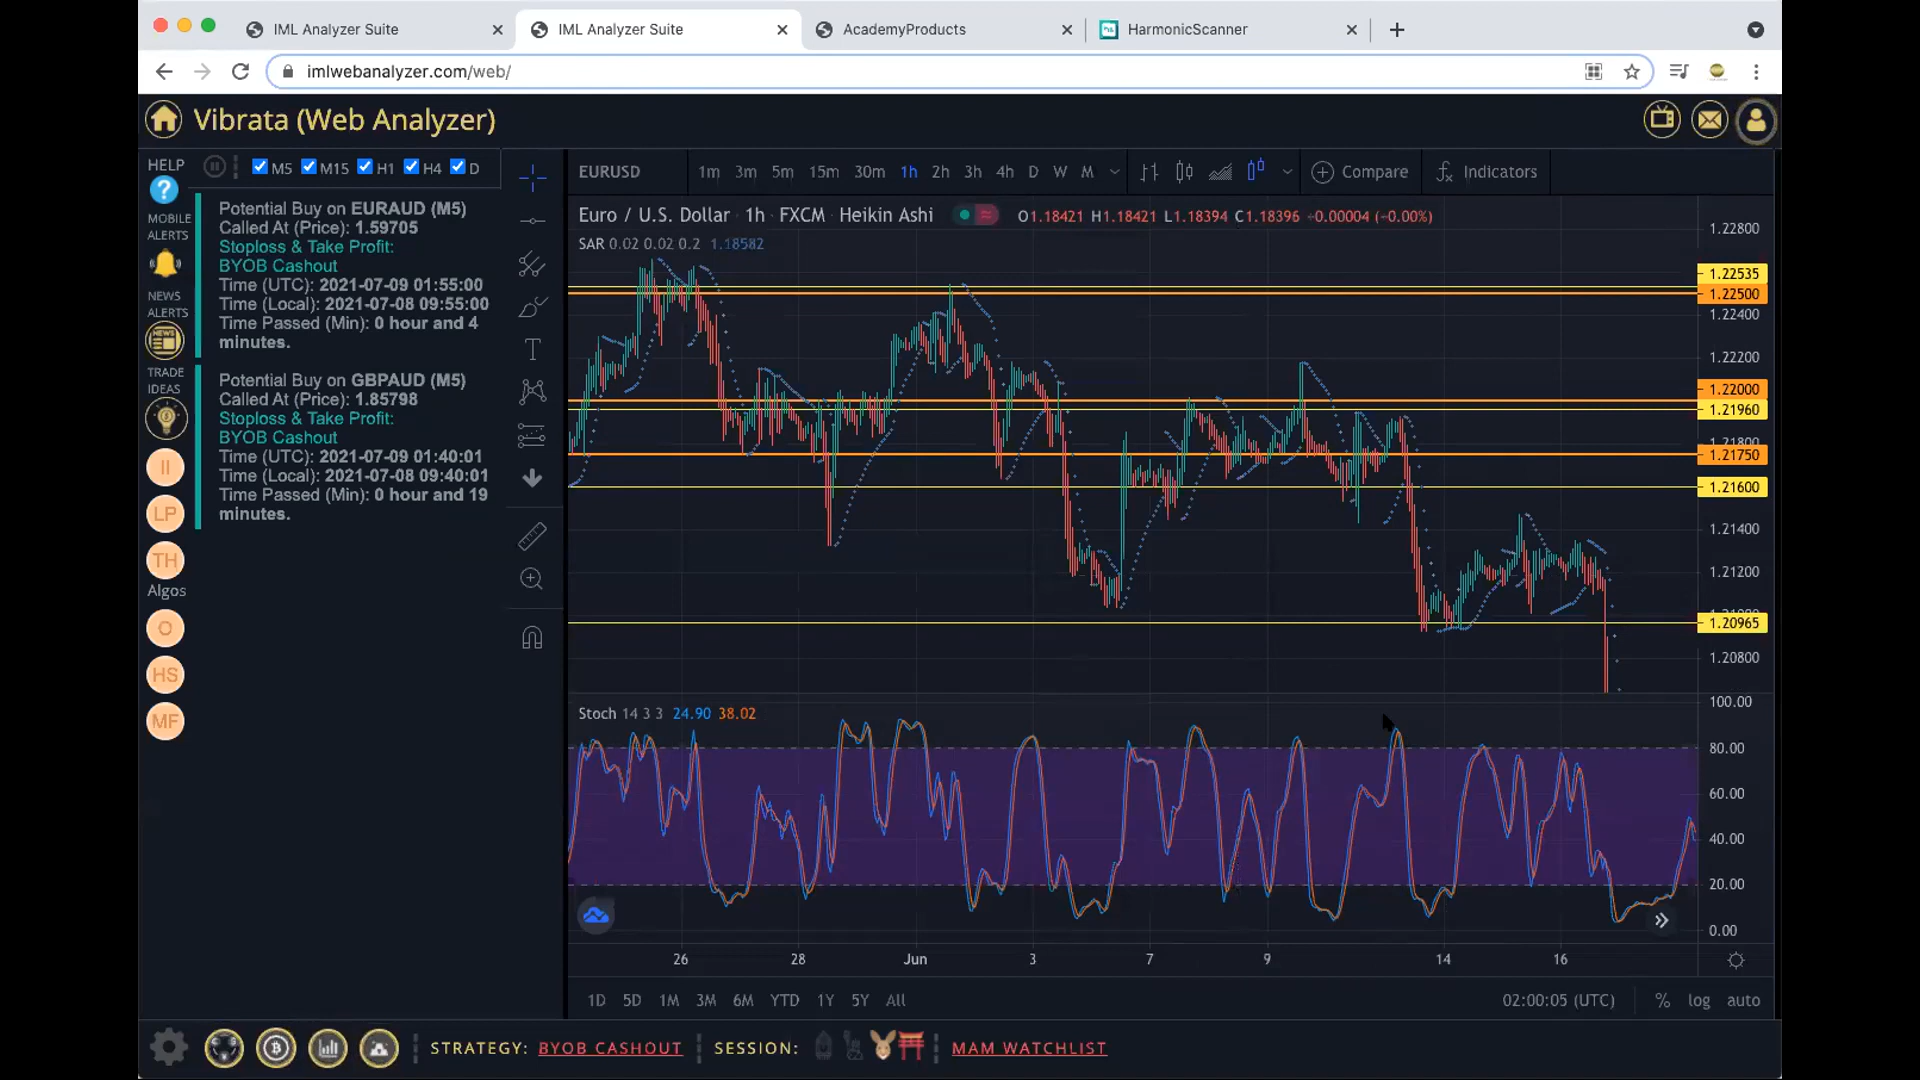 IML Analyzer Suite
IML Analyzer Suite
AcademyProducts
HarmonicScanner
imlwebanalyzer.com/web/
Vibrata (Web Analyzer)
HELP
M5 M15 H1 H4 D
MOBILE
ALERTS
NEWS
ALERTS
NEWS
TRADE
IDEAS
II
LP
TH
Algos
O
HS
MF
Potential Buy on EURAUD (M5)
Called At (Price): 1.59705
Stoploss & Take Profit:
BYOB Cashout
Time (UTC): 2021-07-09 01:55:00
Time (Local): 2021-07-08 09:55:00
Time Passed (Min): 0 hour and 4
minutes.
Potential Buy on GBPAUD (M5)
Called At (Price): 1.85798
Stoploss & Take Profit:
BYOB Cashout
Time (UTC): 2021-07-09 01:40:01
Time (Local): 2021-07-08 09:40:01
Time Passed (Min): 0 hour and 19
minutes.
EURUSD 1m 3m 5m 15m 30m 1h 2h 3h 4h D W M Compare Indicators
Euro / U.S. Dollar · 1h · FXCM · Heikin Ashi O1.18421 H1.18421 L1.18394 C1.18396 −0.00004 (−0.00%)
SAR 0.02 0.02 0.2 1.18582
1.22800
1.22535
1.22500
1.22400
1.22200
1.22000
1.21960
1.21800
1.21750
1.21600
1.21400
1.21200
1.20965
1.20800
Stoch 14 3 3 24.90 38.02
100.00
80.00
60.00
40.00
20.00
0.00
26 28 Jun 3 7 9 14 16
1D 5D 1M 3M 6M YTD 1Y 5Y All 02:00:05 (UTC) % log auto
STRATEGY: BYOB CASHOUT SESSION: MAM WATCHLIST